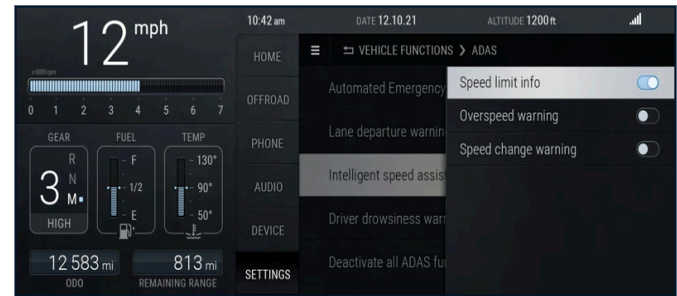 12 mph
x1000 rpm
0 1 2 3 4 5 6 7
GEAR
R
3 N
M
HIGH
FUEL
F
1/2
E
TEMP
130°
90°
50°
12 583 mi
ODO
813 mi
REMAINING RANGE
10:42 am
DATE 12.10.21
ALTITUDE 1200 ft
HOME
OFFROAD
PHONE
AUDIO
DEVICE
SETTINGS
VEHICLE FUNCTIONS > ADAS
Automated Emergency
Lane departure warnin
Intelligent speed assist
Driver drowsiness warn
Deactivate all ADAS fun
Speed limit info
Overspeed warning
Speed change warning